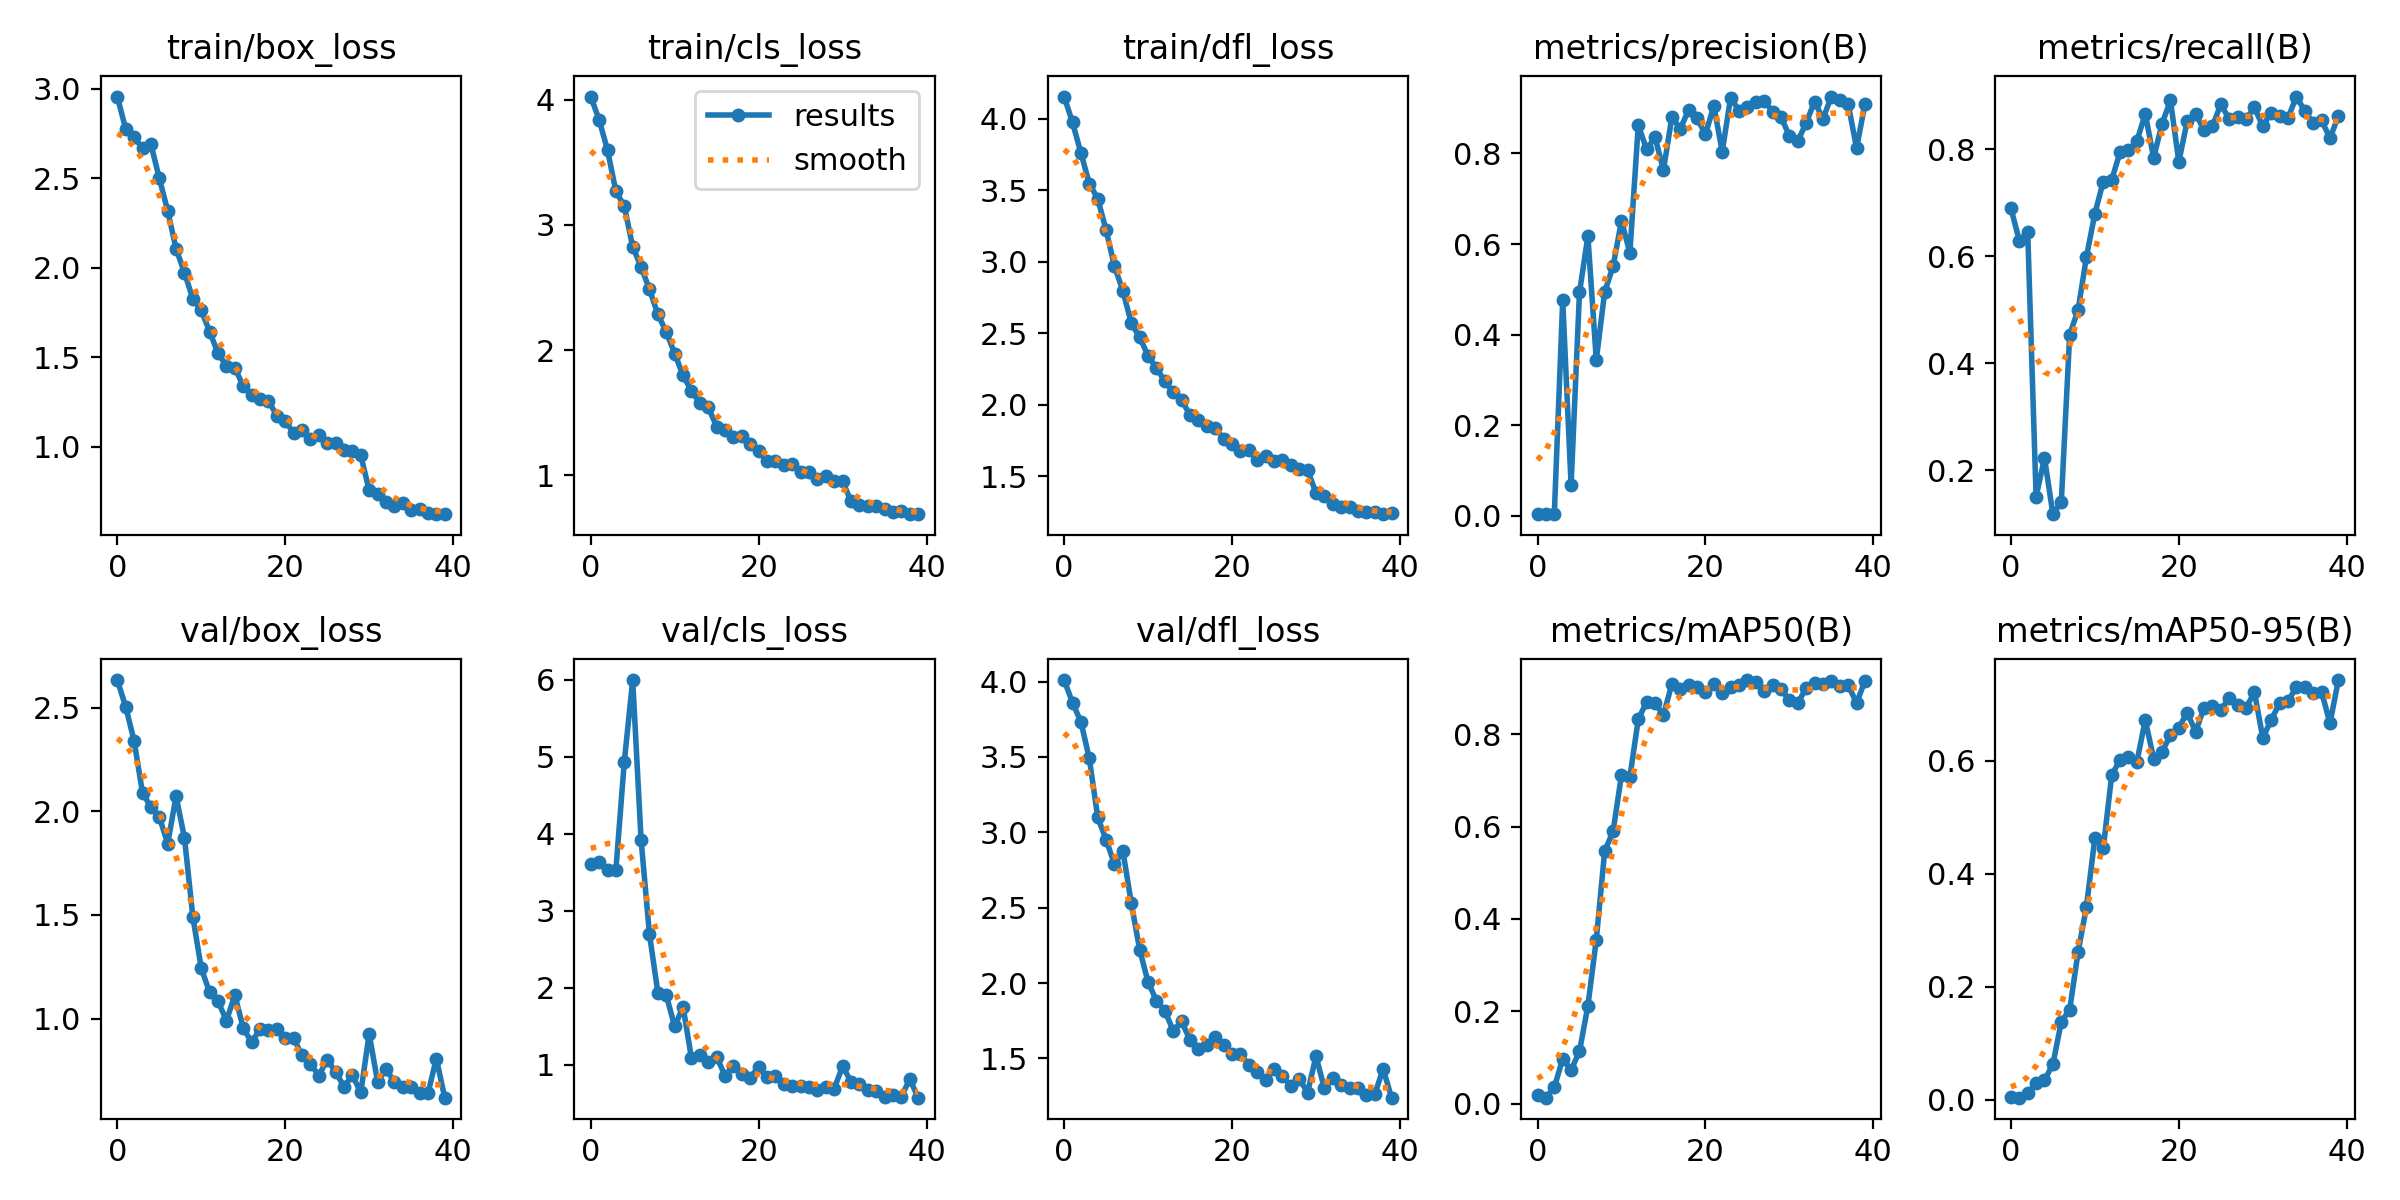 train/box_loss
3.0
2.5
2.0
1.5
1.0
0 20 40
train/cls_loss
results
smooth
4
3
2
1
0 20 40
train/dfl_loss
4.0
3.5
3.0
2.5
2.0
1.5
0 20 40
metrics/precision(B)
0.8
0.6
0.4
0.2
0.0
0 20 40
metrics/recall(B)
0.8
0.6
0.4
0.2
0 20 40
val/box_loss
2.5
2.0
1.5
1.0
0 20 40
val/cls_loss
6
5
4
3
2
1
0 20 40
val/dfl_loss
4.0
3.5
3.0
2.5
2.0
1.5
0 20 40
metrics/mAP50(B)
0.8
0.6
0.4
0.2
0.0
0 20 40
metrics/mAP50-95(B)
0.6
0.4
0.2
0.0
0 20 40